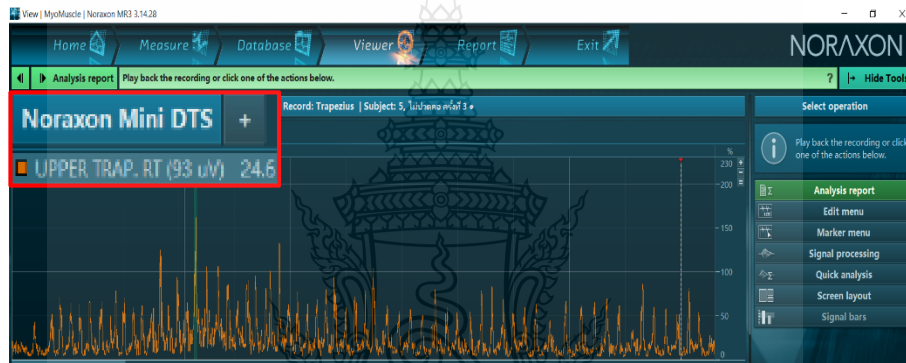 View | MyoMuscle | Noraxon MR3 3.14.28
Home Measure Database Viewer Report Exit
NORAXON
Analysis report Play back the recording or click one of the actions below. ? Hide Tools
Noraxon Mini DTS +
Record: Trapezius | Subject: 5, ไม่ปวดคอ ครั้งที่ 3
Select operation
UPPER TRAP. RT (93 uV) 24.6
Play back the recording or click
one of the actions below.
%
230
200
150
100
50
0
Analysis report
Edit menu
Marker menu
Signal processing
Quick analysis
Screen layout
Signal bars